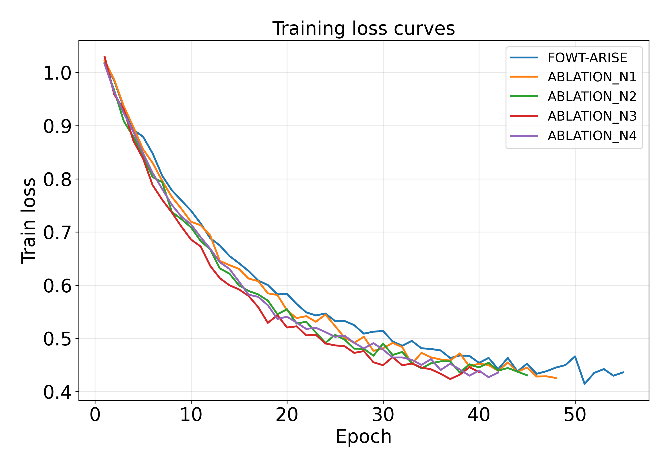 Training loss curves
FOWT-ARISE
ABLATION_N1
ABLATION_N2
ABLATION_N3
ABLATION_N4
Train loss
1.0
0.9
0.8
0.7
0.6
0.5
0.4
0
10
20
30
40
50
Epoch